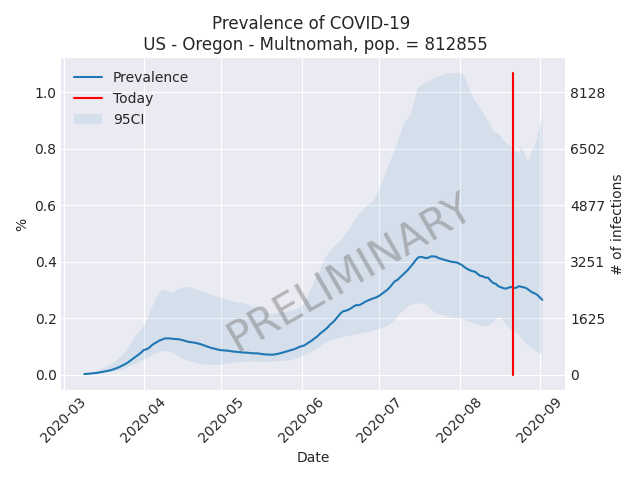 Prevalence of COVID-19
US - Oregon - Multnomah, pop. = 812855
Prevalence
Today
95CI
1.0
0.8
0.6
0.4
0.2
0.0
%
8128
6502
4877
3251
1625
0
# of infections
PRELIMINARY
2020-03
2020-04
2020-05
2020-06
2020-07
2020-08
2020-09
Date